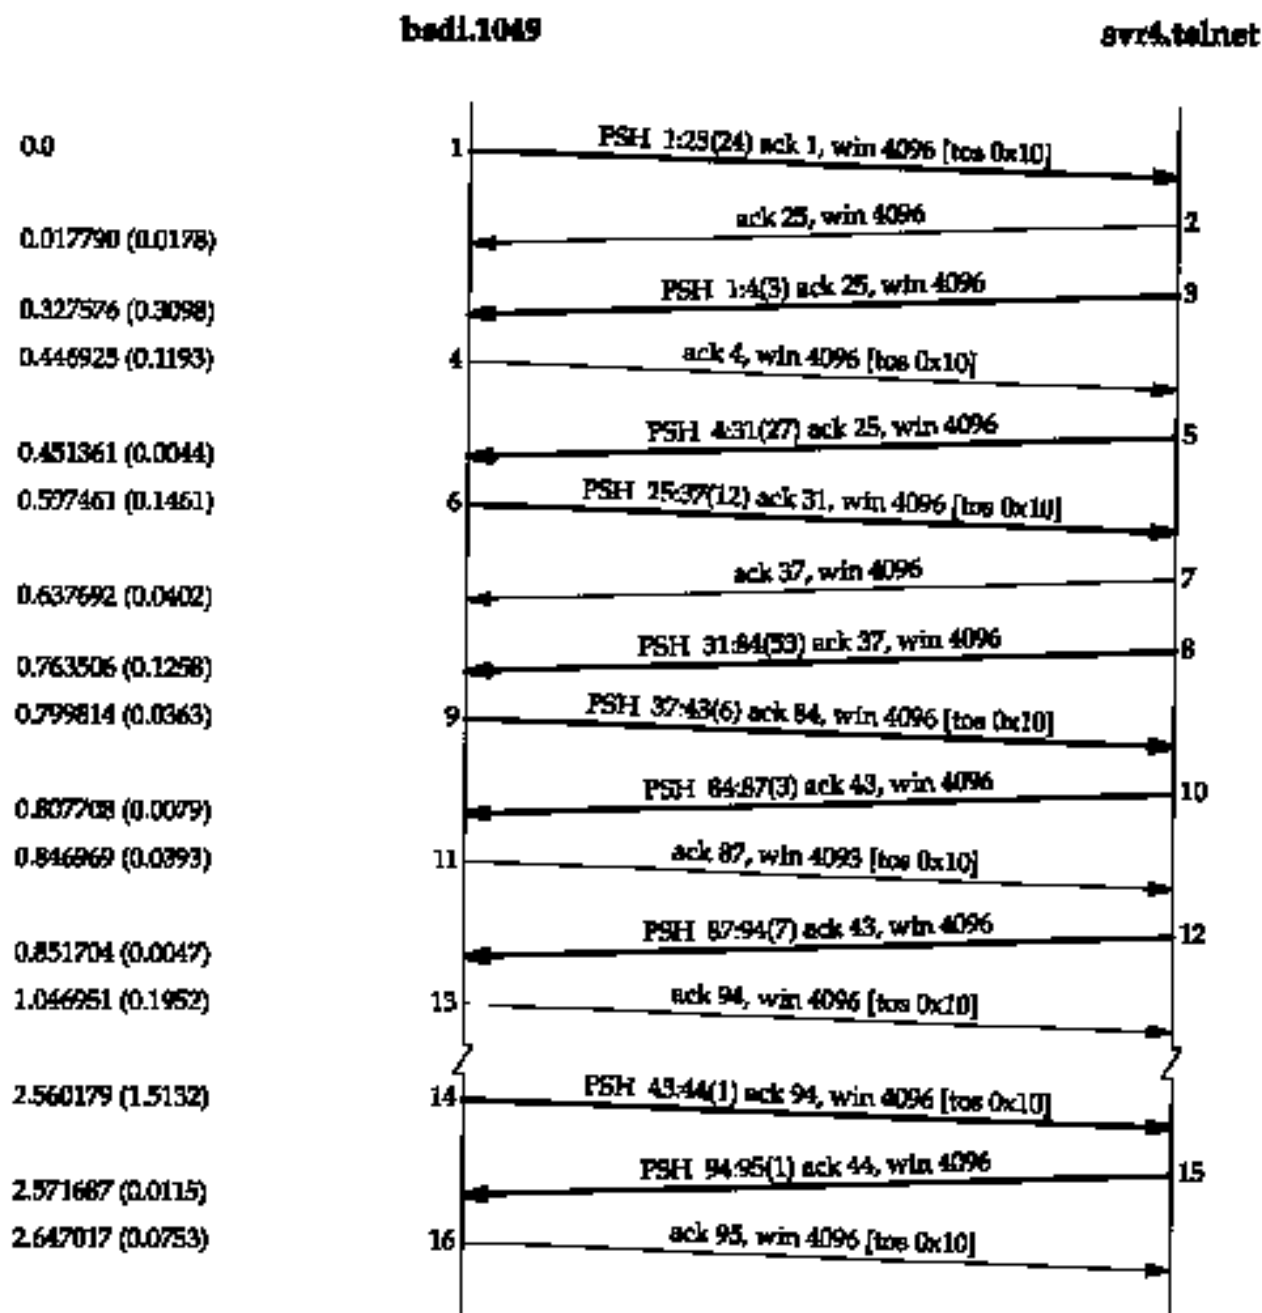 bsdi.1049 svr4.telnet
0.0 1 PSH 1:25(24) ack 1, win 4096 [tos 0x10]
ack 25, win 4096 2
0.017790 (0.0178)
PSH 1:4(3) ack 25, win 4096 3
0.327576 (0.3098)
0.446925 (0.1193) 4 ack 4, win 4096 [tos 0x10]
PSH 4:31(27) ack 25, win 4096 5
0.451361 (0.0044)
0.597461 (0.1461) 6 PSH 25:37(12) ack 31, win 4096 [tos 0x10]
ack 37, win 4096 7
0.637692 (0.0402)
PSH 31:84(53) ack 37, win 4096 8
0.763506 (0.1258)
0.799814 (0.0363) 9 PSH 37:43(6) ack 84, win 4096 [tos 0x10]
PSH 84:87(3) ack 43, win 4096 10
0.807708 (0.0079)
0.846969 (0.0393) 11 ack 87, win 4093 [tos 0x10]
PSH 87:94(7) ack 43, win 4096 12
0.851704 (0.0047)
1.046951 (0.1952) 13 ack 94, win 4096 [tos 0x10]
2.560179 (1.5132) 14 PSH 43:44(1) ack 94, win 4096 [tos 0x10]
PSH 94:95(1) ack 44, win 4096 15
2.571687 (0.0115)
2.647017 (0.0753) 16 ack 95, win 4096 [tos 0x10]